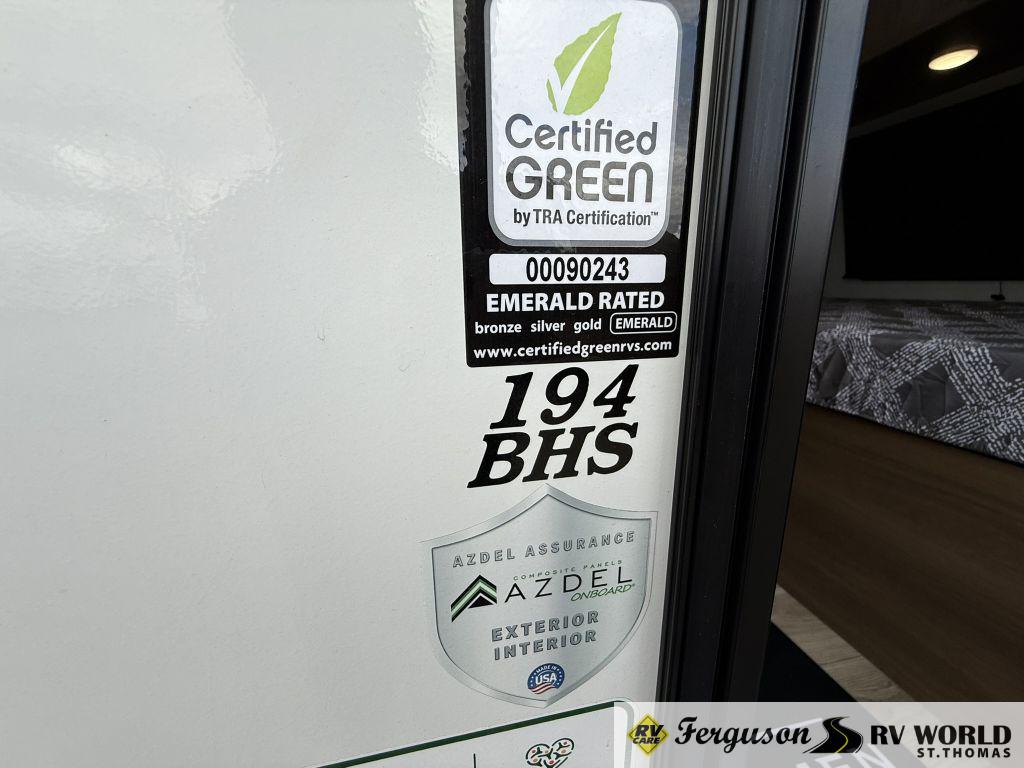 Certified
GREEN
by TRA Certification™
00090243
EMERALD RATED
bronze silver gold EMERALD
www.certifiedgreenrvs.com
194
BHS
AZDEL ASSURANCE
COMPOSITE PANELS
AZDEL
ONBOARD®
EXTERIOR
INTERIOR
MADE IN
USA
RV
CARE
Ferguson RV WORLD
ST.THOMAS